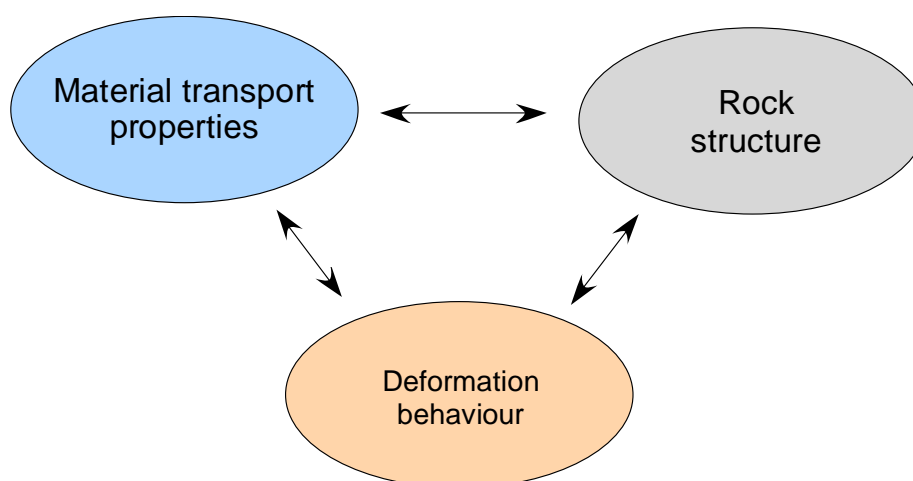 Material transport
properties
Rock
structure
Deformation
behaviour